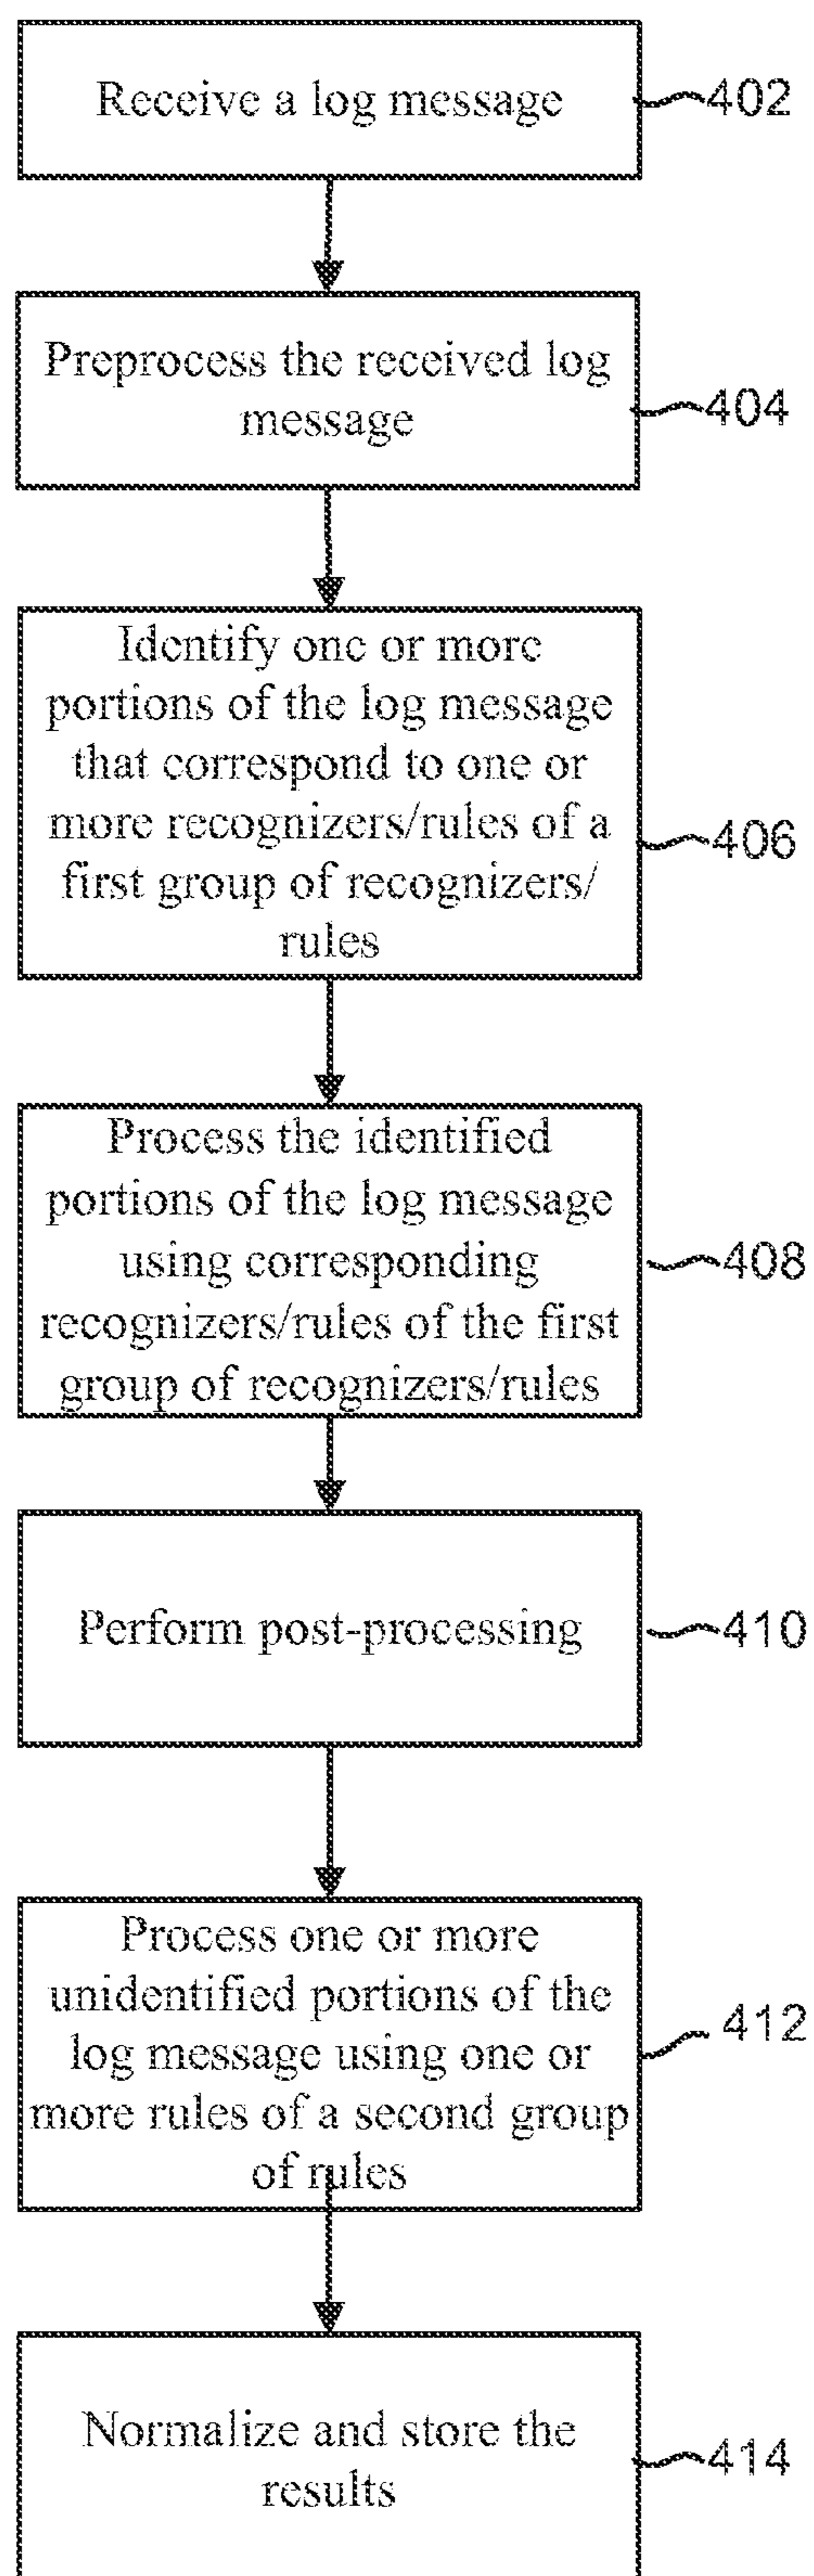 Receive a log message
402
Preprocess the received log
message
404
Identify one or more
portions of the log message
that correspond to one or
more recognizers/rules of a
first group of recognizers/
rules
406
Process the identified
portions of the log message
using corresponding
recognizers/rules of the first
group of recognizers/rules
408
Perform post-processing
410
Process one or more
unidentified portions of the
log message using one or
more rules of a second group
of rules
412
Normalize and store the
results
414